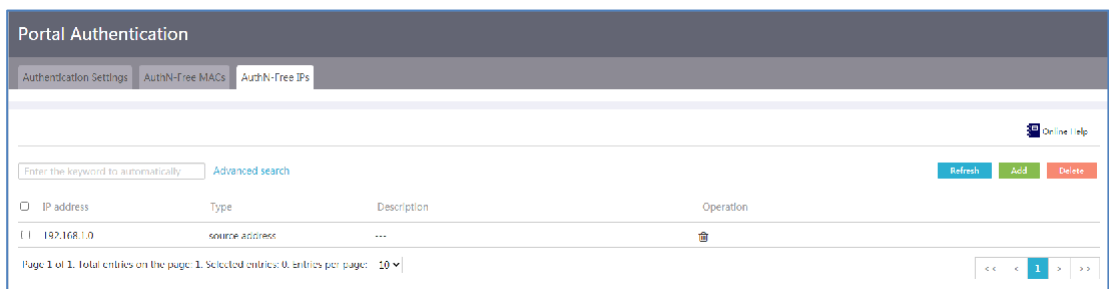 Portal Authentication
Authentication Settings AuthN-Free MACs AuthN-Free IPs
Online Help
Enter the keyword to automatically Advanced search Refresh Add Delete
IP address Type Description Operation
192.168.1.0 source address ---
Page 1 of 1. Total entries on the page: 1. Selected entries: 0. Entries per page: 10
<< < 1 > >>